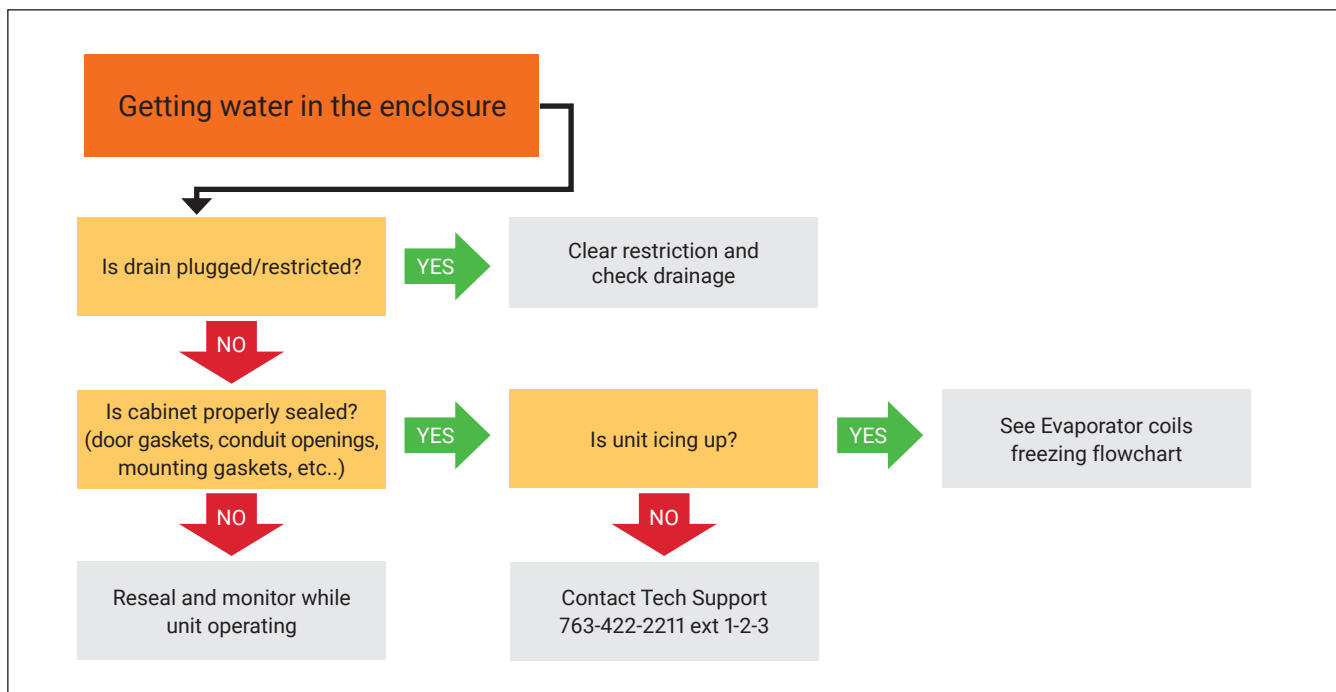 Getting water in the enclosure
Is drain plugged/restricted?
YES
Clear restriction and
check drainage
NO
Is cabinet properly sealed?
(door gaskets, conduit openings,
mounting gaskets, etc..)
YES
Is unit icing up?
YES
See Evaporator coils
freezing flowchart
NO
NO
Reseal and monitor while
unit operating
Contact Tech Support
763-422-2211 ext 1-2-3